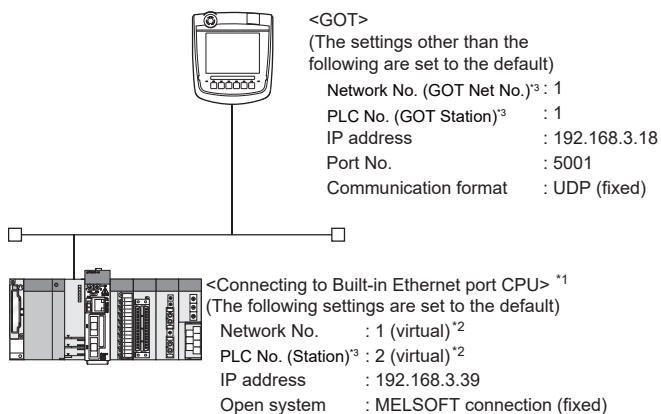 <GOT>
(The settings other than the
following are set to the default)
Network No. (GOT Net No.)*3 : 1
PLC No. (GOT Station)*3 : 1
IP address : 192.168.3.18
Port No. : 5001
Communication format : UDP (fixed)
<Connecting to Built-in Ethernet port CPU> *1
(The following settings are set to the default)
Network No. : 1 (virtual)*2
PLC No. (Station)*3 : 2 (virtual)*2
IP address : 192.168.3.39
Open system : MELSOFT connection (fixed)